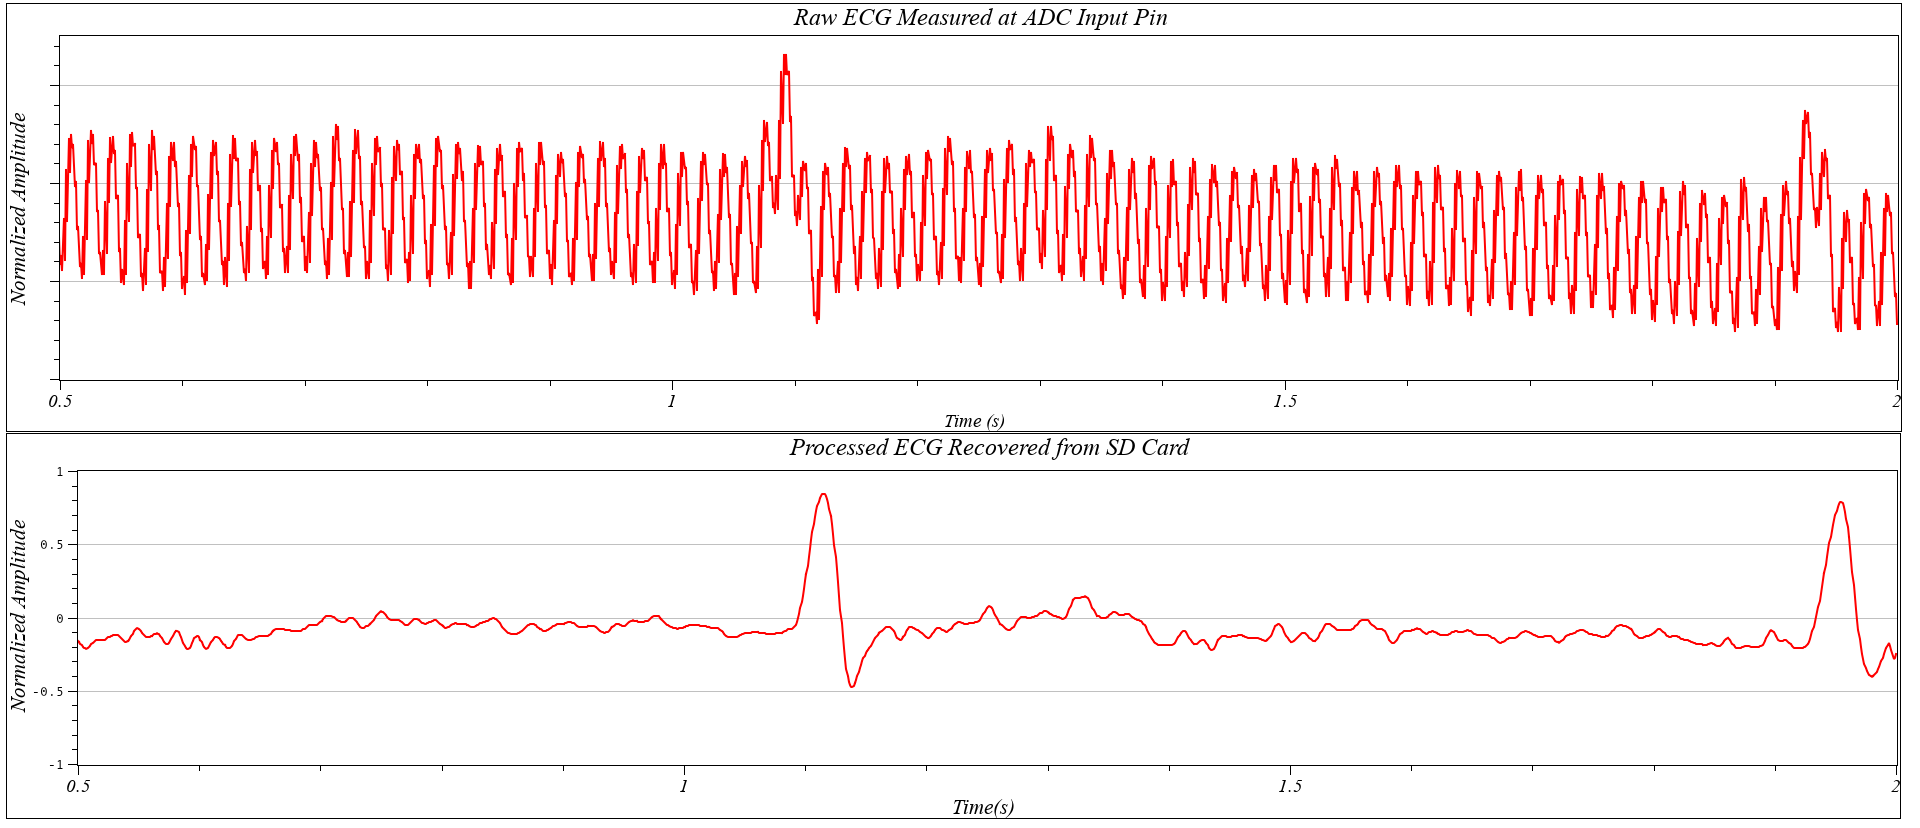 Raw ECG Measured at ADC Input Pin
Normalized Amplitude
0.5 1 1.5 2
Time (s)
Processed ECG Recovered from SD Card
Normalized Amplitude
1
0.5
0
-0.5
-1
0.5 1 1.5 2
Time(s)